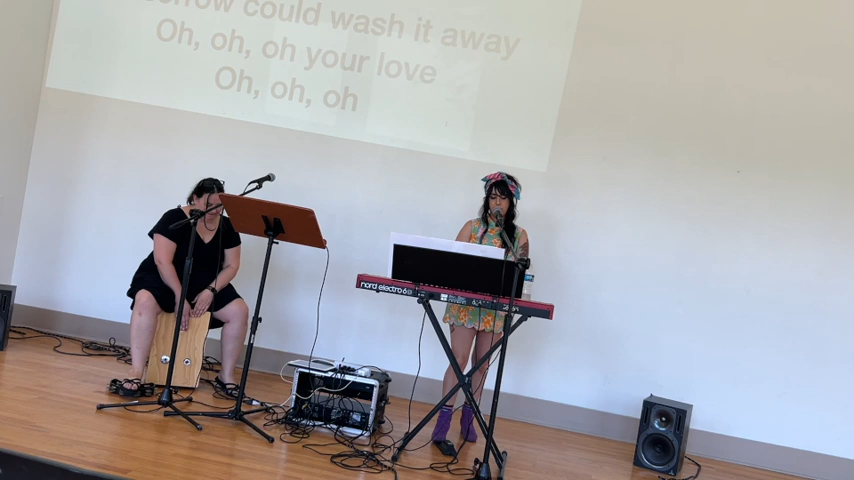 could wash it away
Oh, oh, oh your love
Oh, oh, oh
nord electro 6